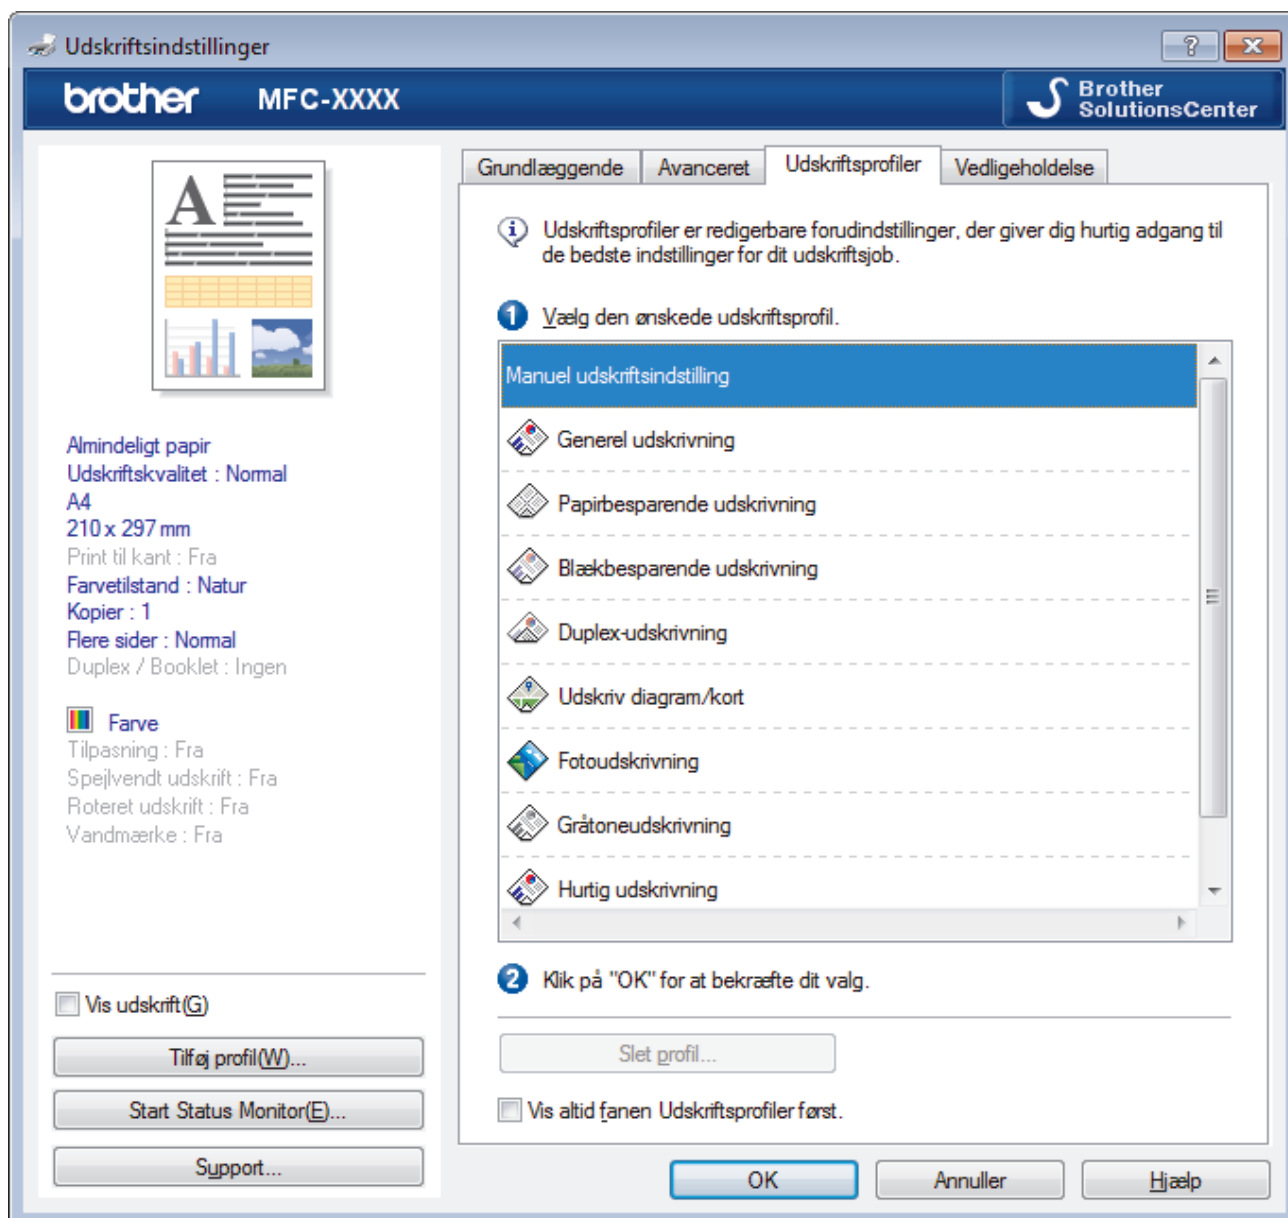 Udskriftsindstillinger
brother MFC-XXXX
Brother
SolutionsCenter
A
Almindeligt papir
Udskriftskvalitet : Normal
A4
210 x 297 mm
Print til kant : Fra
Farvetilstand : Natur
Kopier : 1
Flere sider : Normal
Duplex / Booklet : Ingen
Farve
Tilpasning : Fra
Spejlvendt udskrift : Fra
Roteret udskrift : Fra
Vandmærke : Fra
Vis udskrift(G)
Tilføj profil(W)...
Start Status Monitor(E)...
Support...
Grundlæggende Avanceret Udskriftsprofiler Vedligeholdelse
Udskriftsprofiler er redigerbare forudindstillinger, der giver dig hurtig adgang til
de bedste indstillinger for dit udskriftsjob.
1 Vælg den ønskede udskriftsprofil.
Manuel udskriftsindstilling
Generel udskrivning
Papirbesparende udskrivning
Blækbesparende udskrivning
Duplex-udskrivning
Udskriv diagram/kort
Fotoudskrivning
Gråtoneudskrivning
Hurtig udskrivning
2 Klik på "OK" for at bekræfte dit valg.
Slet profil...
Vis altid fanen Udskriftsprofiler først.
OK Annuller Hjælp